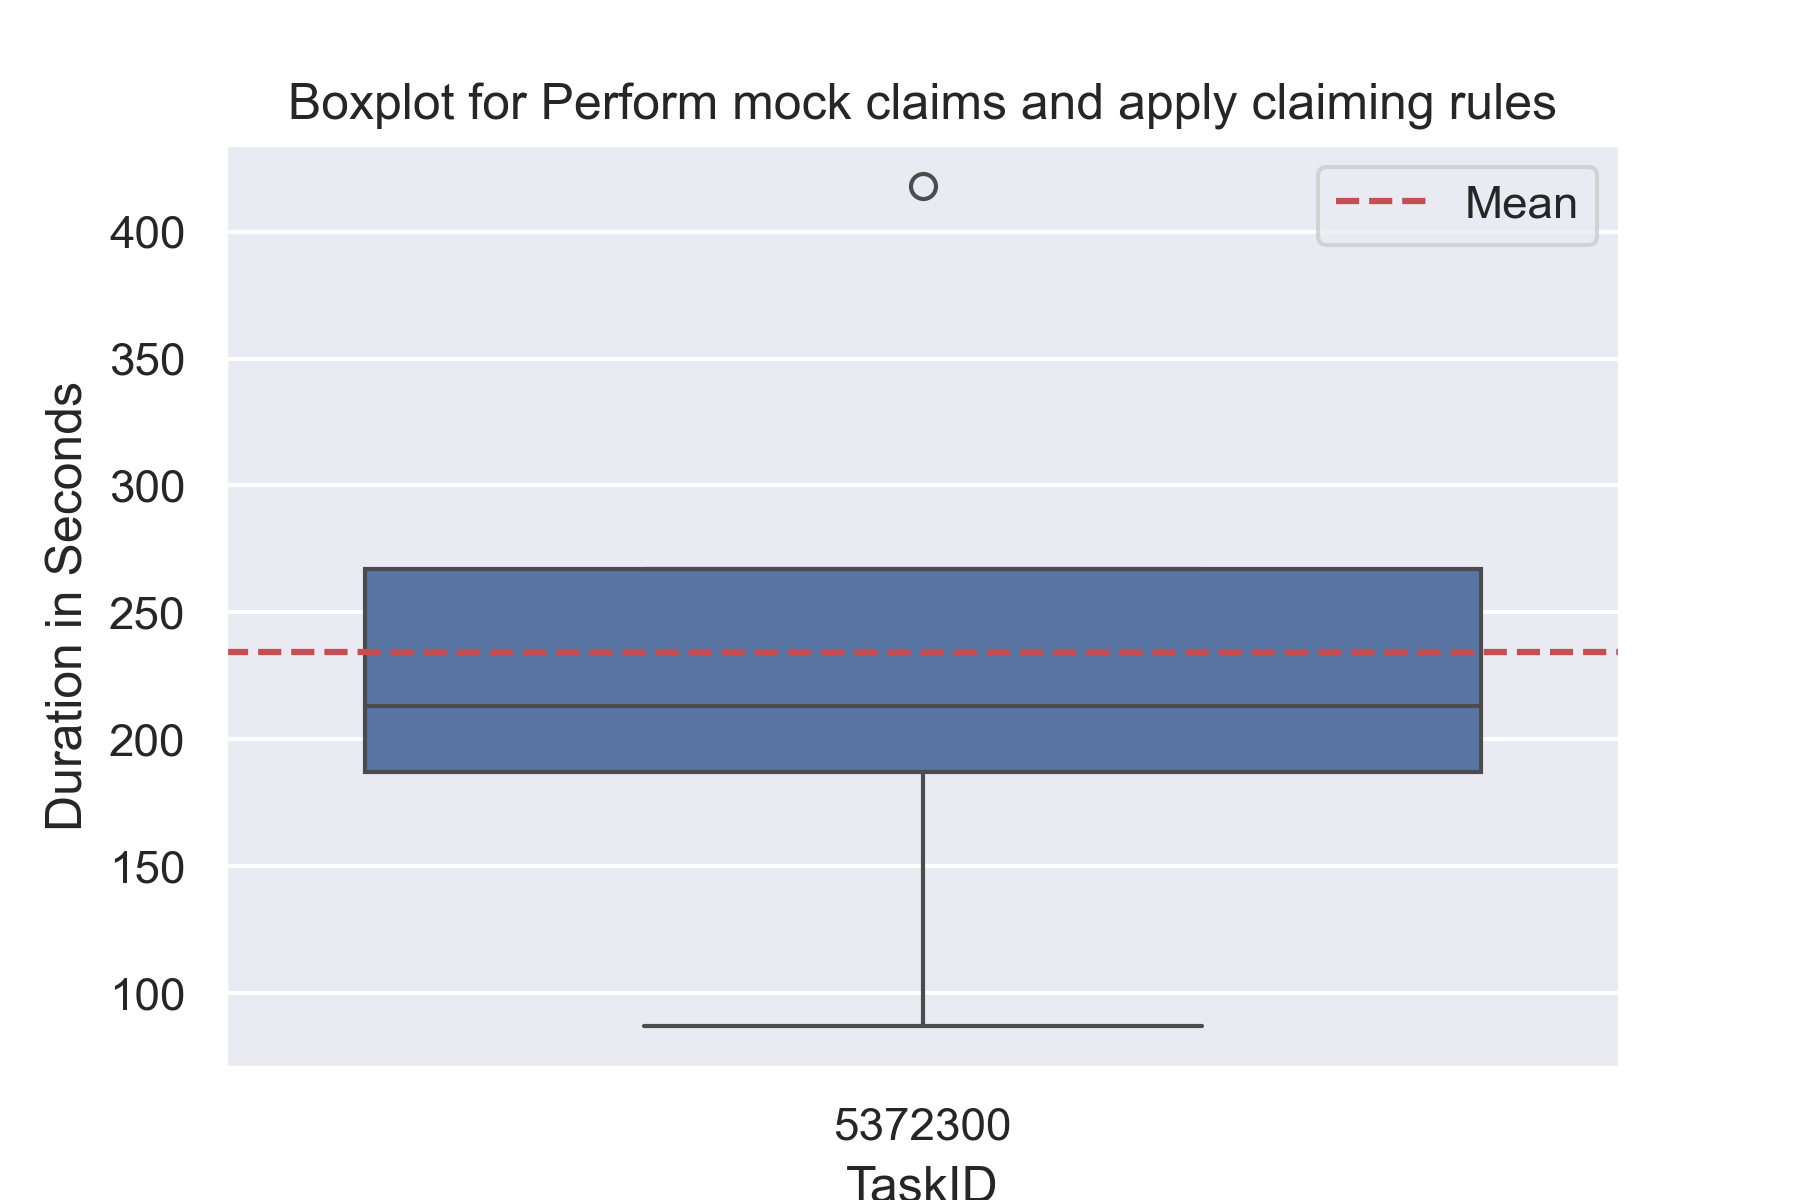 Boxplot for Perform mock claims and apply claiming rules
Mean
400
350
300
250
200
150
100
Duration in Seconds
5372300
TaskID